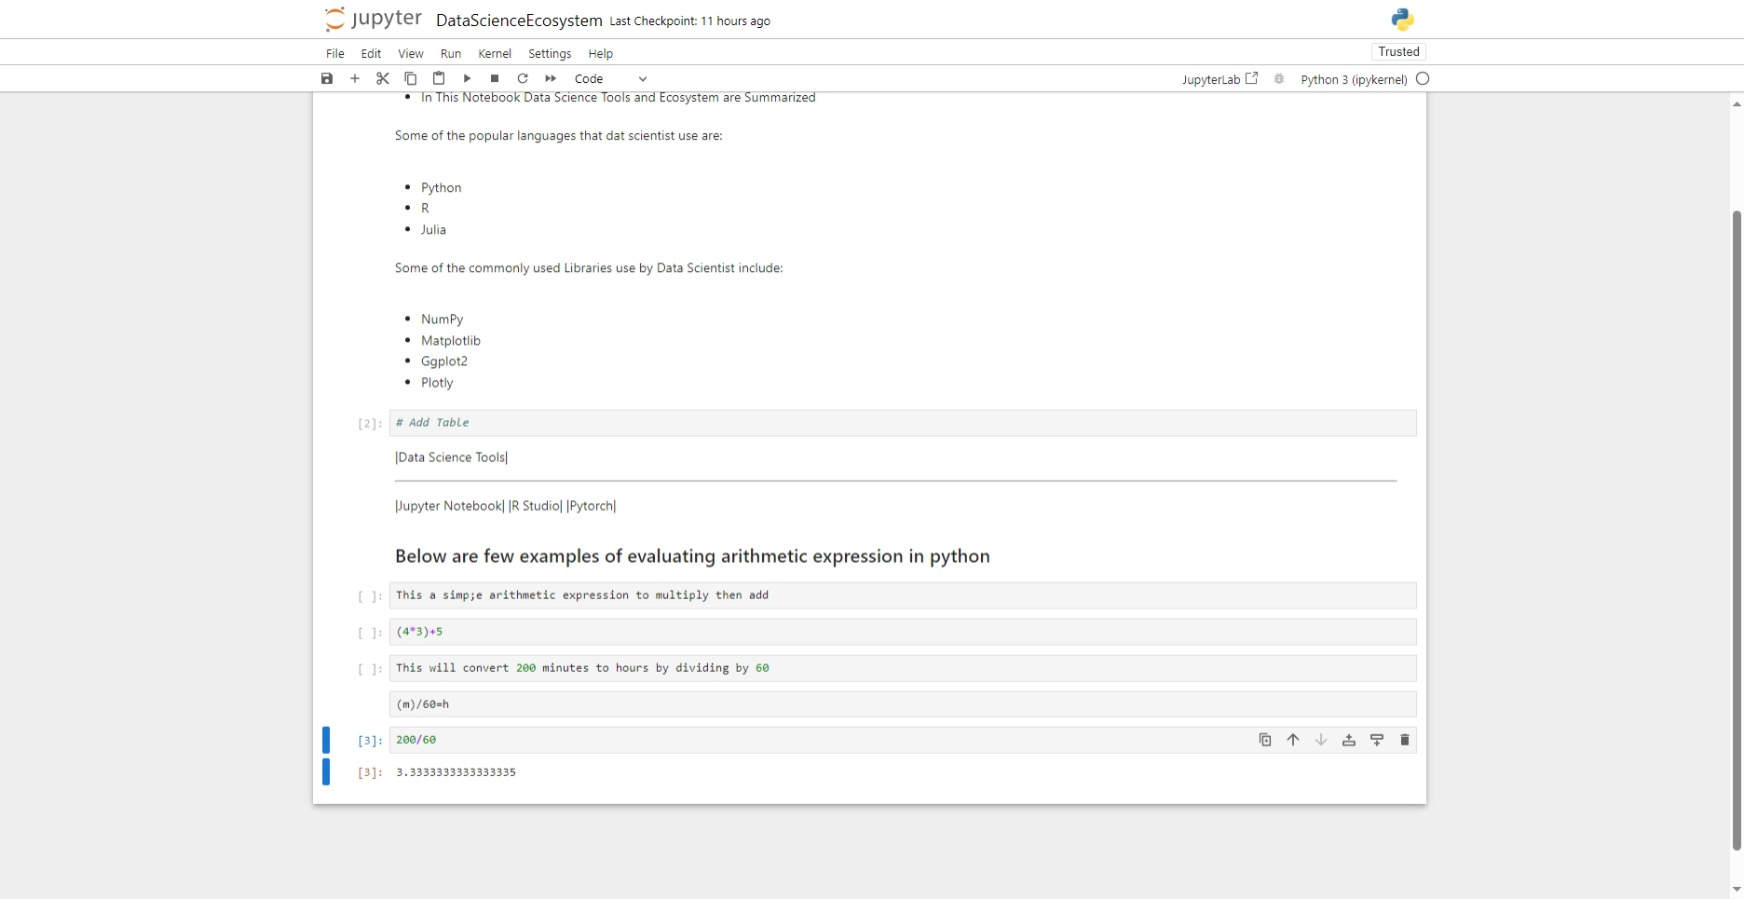 jupyter DataScienceEcosystem Last Checkpoint: 11 hours ago
File Edit View Run Kernel Settings Help Trusted
Code JupyterLab Python 3 (ipykernel)
• In This Notebook Data Science Tools and Ecosystem are Summarized
Some of the popular languages that dat scientist use are:
• Python
• R
• Julia
Some of the commonly used Libraries use by Data Scientist include:
• NumPy
• Matplotlib
• Ggplot2
• Plotly
[2]: # Add Table
|Data Science Tools|
|Jupyter Notebook| |R Studio| |Pytorch|
Below are few examples of evaluating arithmetic expression in python
[ ]: This a simp;e arithmetic expression to multiply then add
[ ]: (4*3)+5
[ ]: This will convert 200 minutes to hours by dividing by 60
(m)/60=h
[3]: 200/60
[3]: 3.3333333333333335